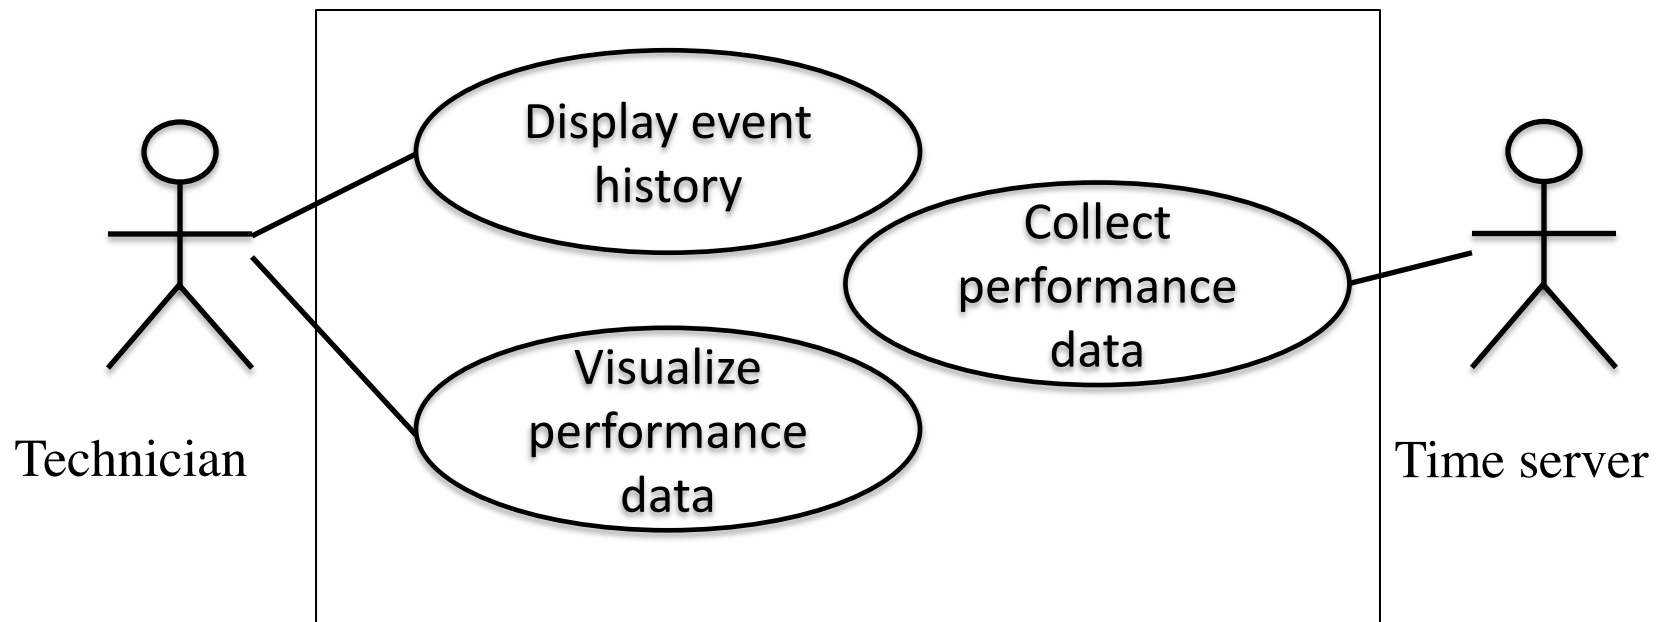 Display event
history
Collect
performance
data
Visualize
performance
data
Technician
Time server